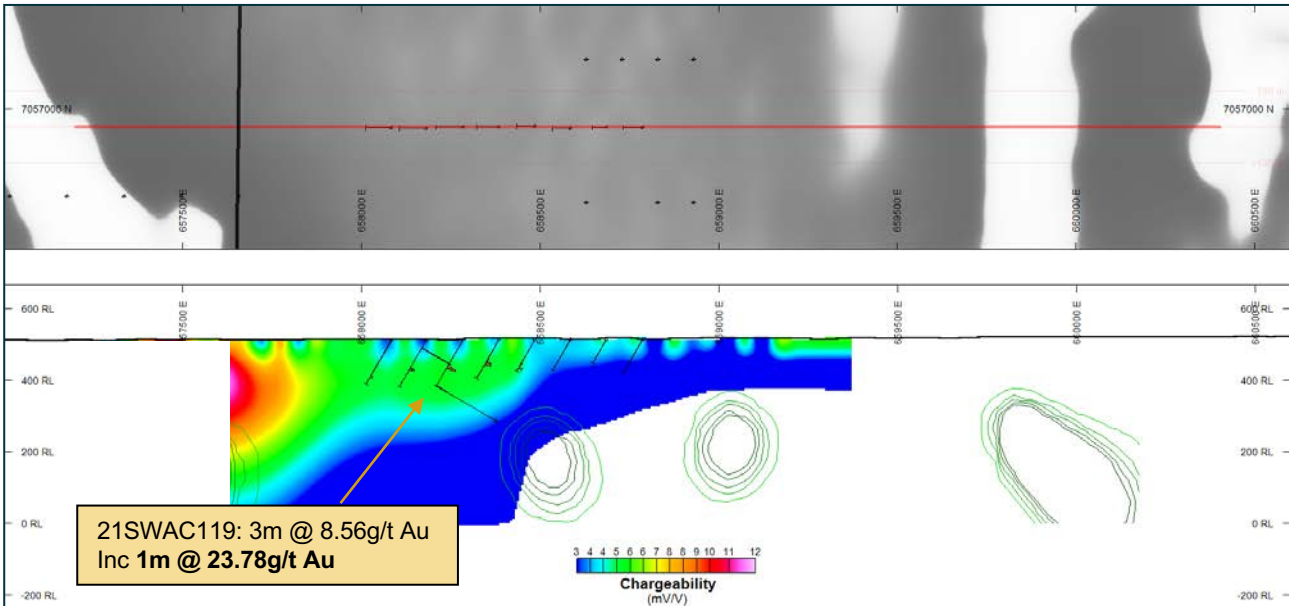 7057000 N
7057000 N
657500 E
658000 E
658500 E
659000 E
659500 E
660000 E
660500 E
600 RL
657500 E
658000 E
658500 E
659000 E
659500 E
660000 E
660500 E
600 RL
400 RL
400 RL
200 RL
200 RL
0 RL
0 RL
-200 RL
-200 RL
21SWAC119: 3m @ 8.56g/t Au
Inc 1m @ 23.78g/t Au
3 4 4 5 5 6 7 8 9 10 11 12
Chargeability
(mV/V)